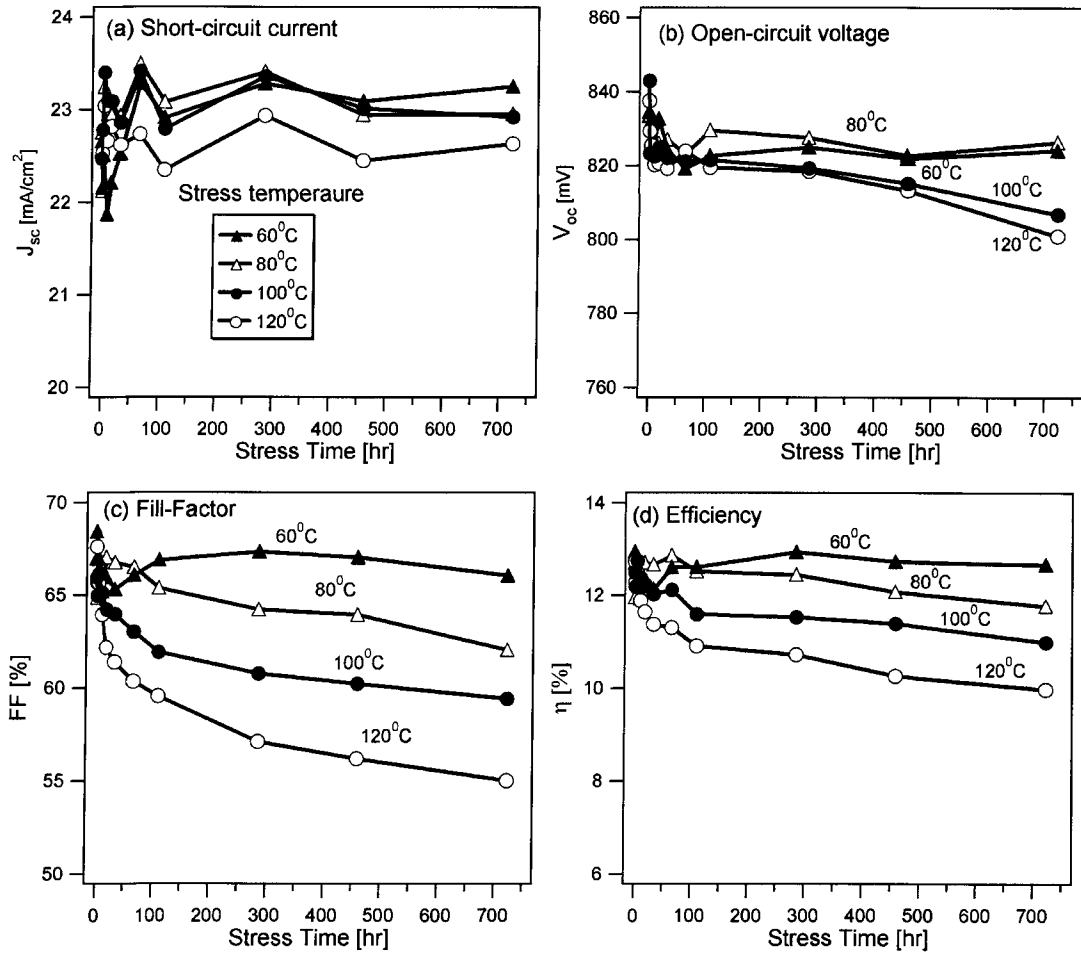 (a) Short-circuit current
24
23
22
21
20
J_sc [mA/cm²]
Stress temperaure
60⁰C
80⁰C
100⁰C
120⁰C
0 100 200 300 400 500 600 700
Stress Time [hr]
(b) Open-circuit voltage
860
840
820
800
780
760
V_oc [mV]
80⁰C
60⁰C
100⁰C
120⁰C
0 100 200 300 400 500 600 700
Stress Time [hr]
(c) Fill-Factor
70
65
60
55
50
FF [%]
60⁰C
80⁰C
100⁰C
120⁰C
0 100 200 300 400 500 600 700
Stress Time [hr]
(d) Efficiency
14
12
10
8
6
η [%]
60⁰C
80⁰C
100⁰C
120⁰C
0 100 200 300 400 500 600 700
Stress Time [hr]